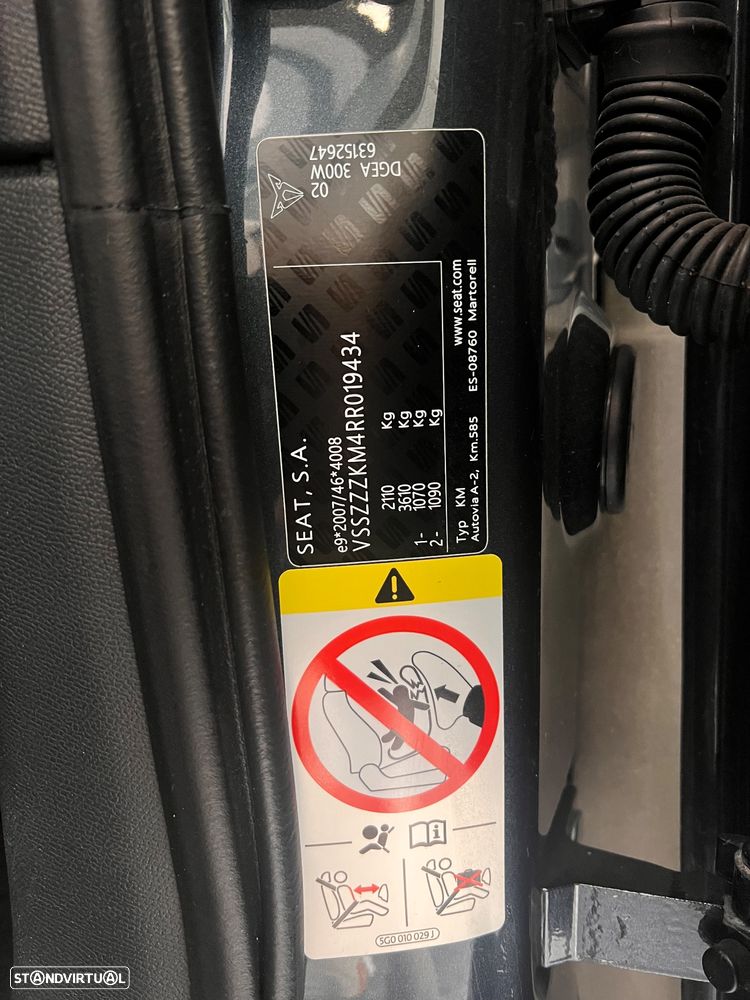 SEAT, S.A.
e9*2007/46*4008
VSSZZZKM4RR019434
2110 Kg
3610 Kg
1- 1070 Kg
2- 1090 Kg
Typ KM www.seat.com
Autovia A-2, Km.585 ES-08760 Martorell
02
DGEA 300W
63152647
5G0 010 029 J
STANDVIRTUAL